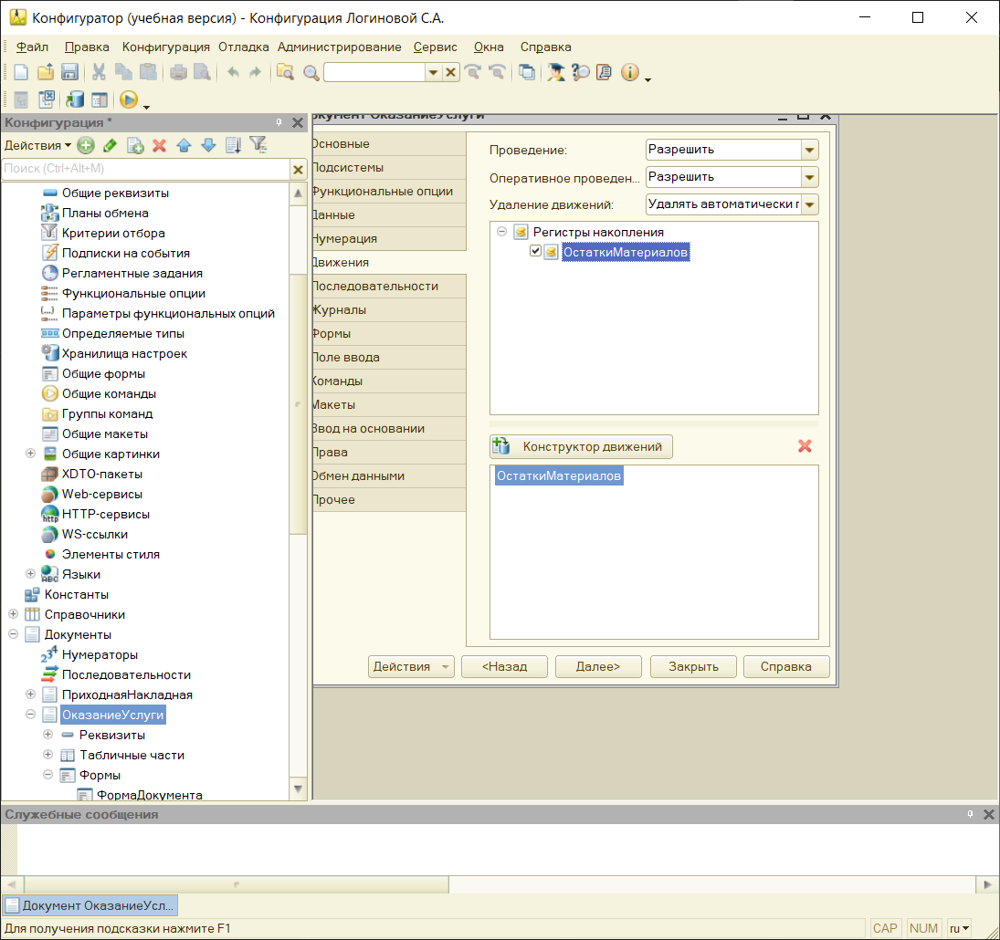 Конфигуратор (учебная версия) - Конфигурация Логиновой С.А.
Файл Правка Конфигурация Отладка Администрирование Сервис Окна Справка
Конфигурация *
Действия
Поиск (Ctrl+Alt+M)
Общие реквизиты
Планы обмена
Критерии отбора
Подписки на события
Регламентные задания
Функциональные опции
Параметры функциональных опций
Определяемые типы
Хранилища настроек
Общие формы
Общие команды
Группы команд
Общие макеты
Общие картинки
XDTO-пакеты
Web-сервисы
HTTP-сервисы
WS-ссылки
Элементы стиля
Языки
Константы
Справочники
Документы
Нумераторы
Последовательности
ПриходнаяНакладная
ОказаниеУслуги
Реквизиты
Табличные части
Формы
ФормаДокумента
Документ ОказаниеУслуги
Основные
Подсистемы
Функциональные опции
Данные
Нумерация
Движения
Последовательности
Журналы
Формы
Поле ввода
Команды
Макеты
Ввод на основании
Права
Обмен данными
Прочее
Проведение: Разрешить
Оперативное проведен... Разрешить
Удаление движений: Удалять автоматически г
Регистры накопления
ОстаткиМатериалов
Конструктор движений
ОстаткиМатериалов
Действия <Назад Далее> Закрыть Справка
Служебные сообщения
Документ ОказаниеУсл...
Для получения подсказки нажмите F1 CAP NUM ru